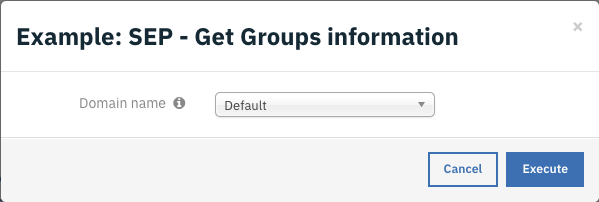 Example: SEP - Get Groups information
×
Domain name
Default
Cancel
Execute